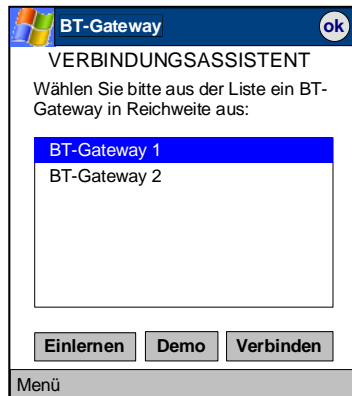 BT-Gateway
ok
VERBINDUNGSASSISTENT
Wählen Sie bitte aus der Liste ein BT-
Gateway in Reichweite aus:
BT-Gateway 1
BT-Gateway 2
Einlernen Demo Verbinden
Menü